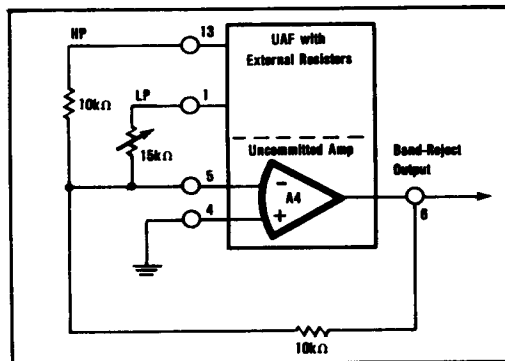 HP
13
UAF with
External Resistors
10kΩ
LP
1
15kΩ
Uncommitted Amp
Band-Reject
Output
5
−
A4
+
4
6
10kΩ